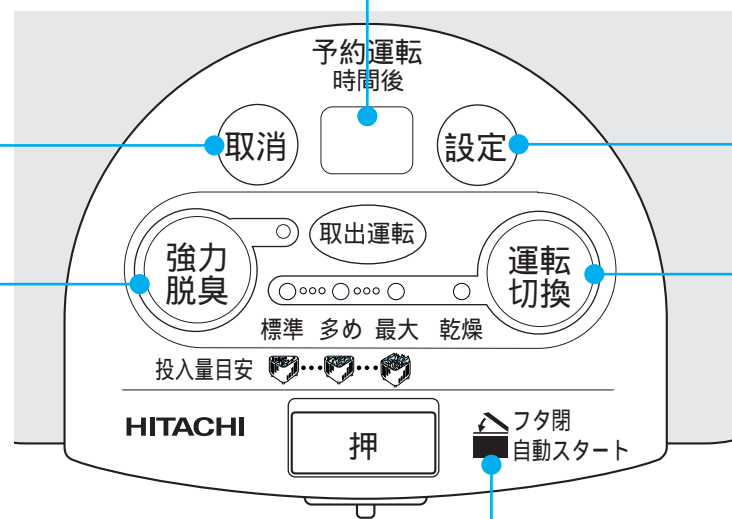 予約運転
時間後
取消
設定
強力
脱臭
取出運転
運転
切換
標準 多め 最大 乾燥
投入量目安
HITACHI
押
フタ閉
自動スタート